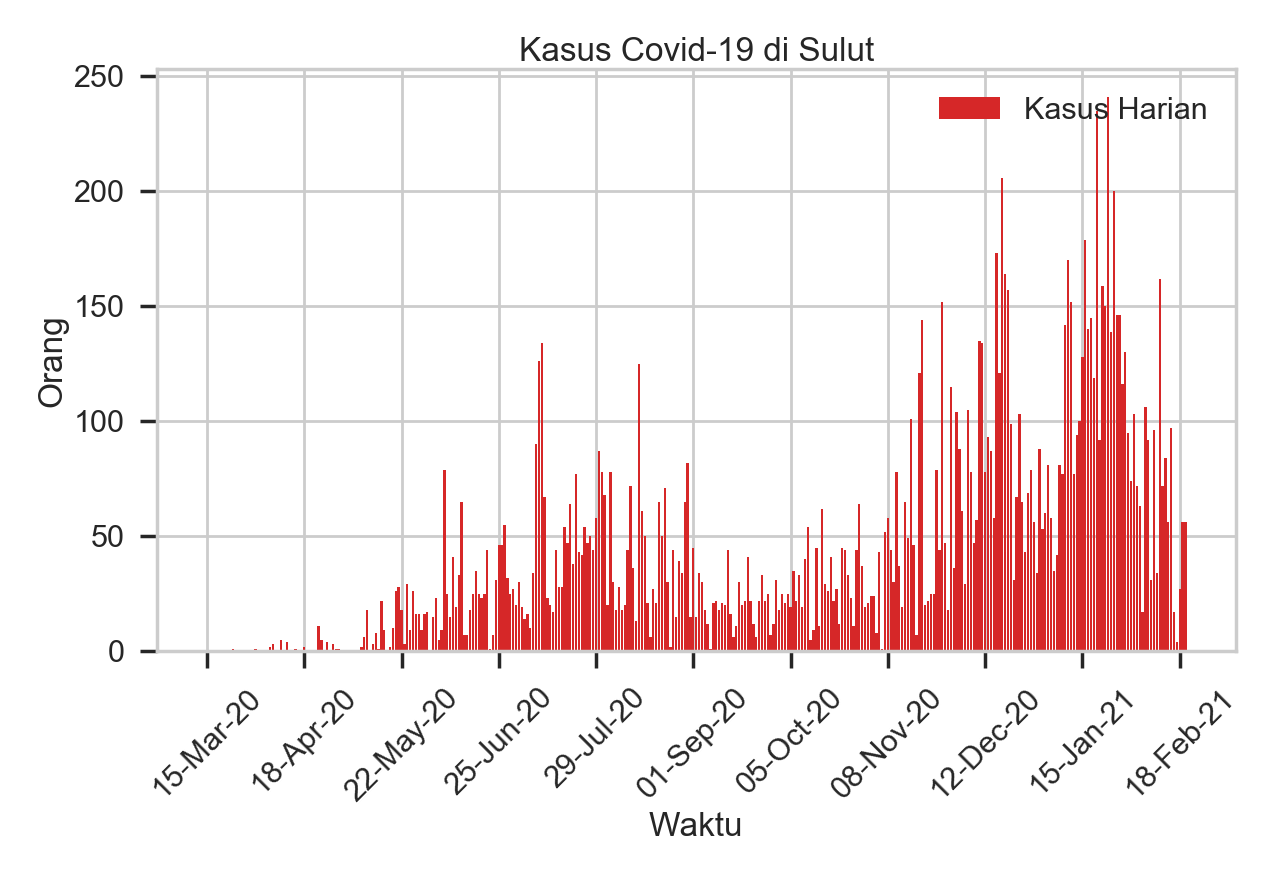 Kasus Covid-19 di Sulut
250
200
150
100
50
0
Orang
Kasus Harian
15-Mar-20
18-Apr-20
22-May-20
25-Jun-20
29-Jul-20
01-Sep-20
05-Oct-20
08-Nov-20
12-Dec-20
15-Jan-21
18-Feb-21
Waktu